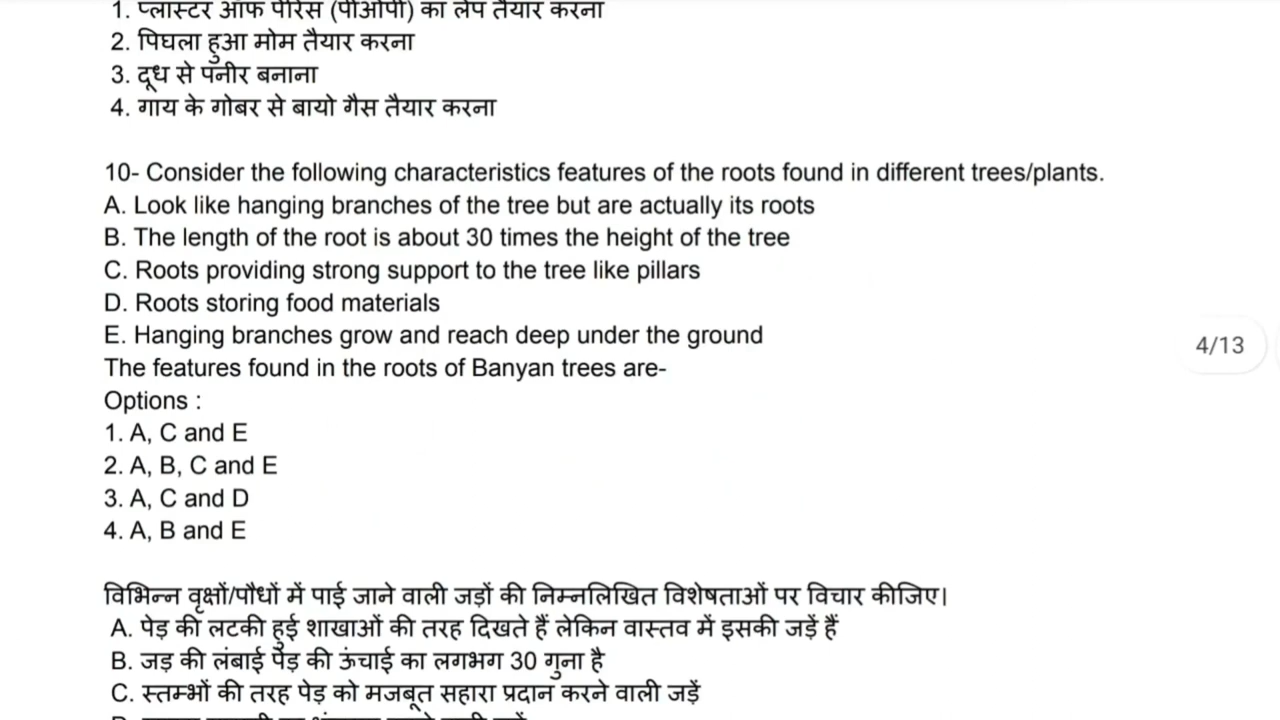 1. प्लास्टर ऑफ पेरिस (पीओपी) का लेप तैयार करना
2. पिघला हुआ मोम तैयार करना
3. दूध से पनीर बनाना
4. गाय के गोबर से बायो गैस तैयार करना
10- Consider the following characteristics features of the roots found in different trees/plants.
A. Look like hanging branches of the tree but are actually its roots
B. The length of the root is about 30 times the height of the tree
C. Roots providing strong support to the tree like pillars
D. Roots storing food materials
E. Hanging branches grow and reach deep under the ground
4/13
The features found in the roots of Banyan trees are-
Options :
1. A, C and E
2. A, B, C and E
3. A, C and D
4. A, B and E
विभिन्न वृक्षों/पौधों में पाई जाने वाली जड़ों की निम्नलिखित विशेषताओं पर विचार कीजिए।
A. पेड़ की लटकी हुई शाखाओं की तरह दिखते हैं लेकिन वास्तव में इसकी जड़ें हैं
B. जड़ की लंबाई पेड़ की ऊंचाई का लगभग 30 गुना है
C. स्तम्भों की तरह पेड़ को मजबूत सहारा प्रदान करने वाली जड़ें